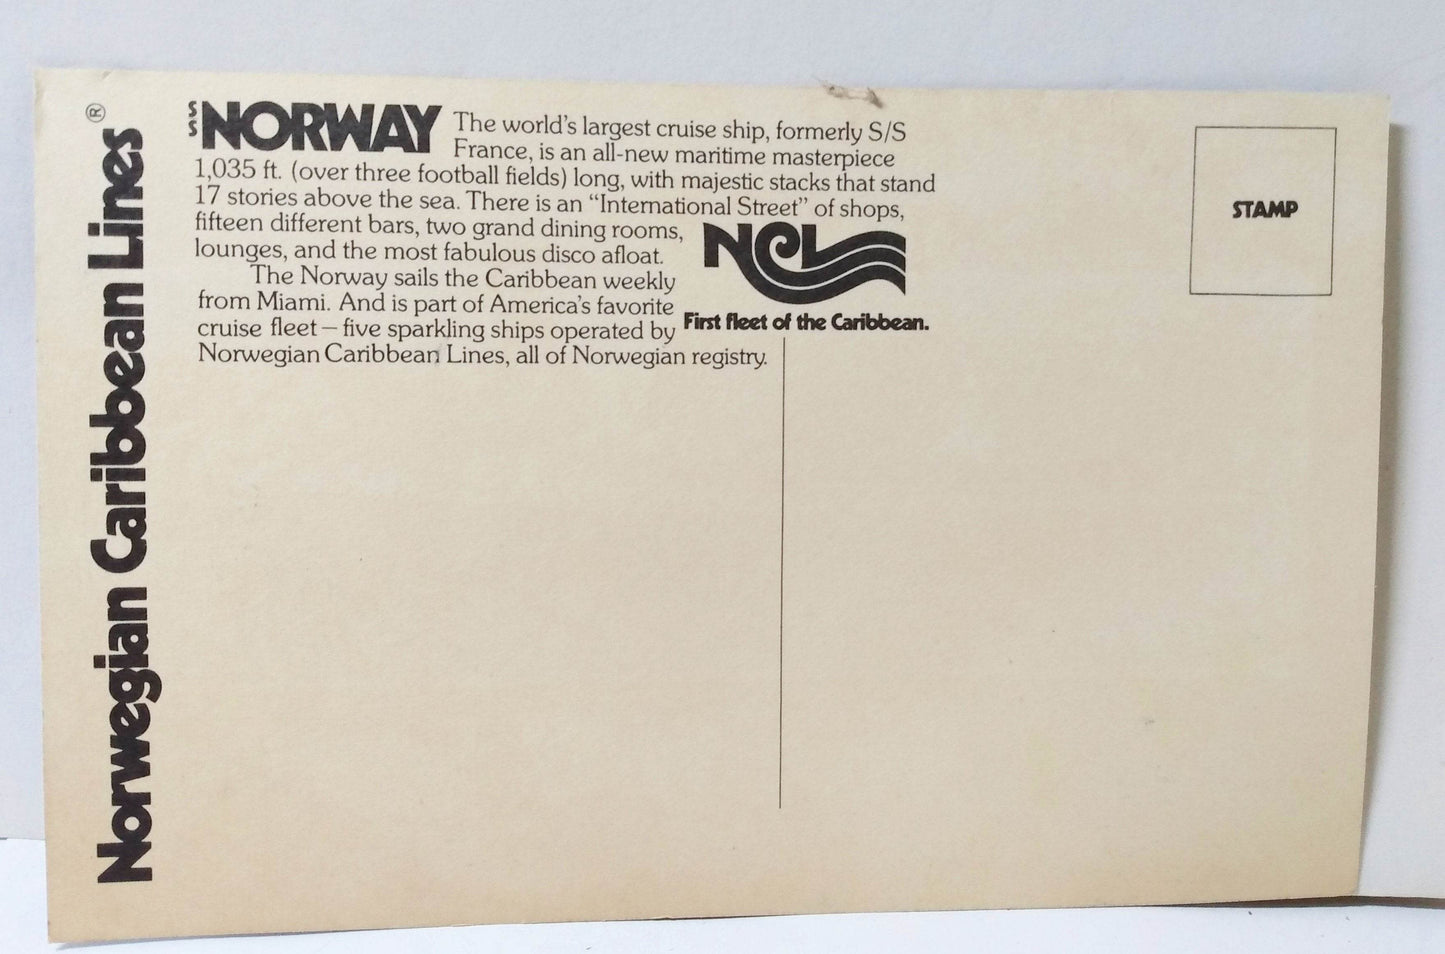 Norwegian Caribbean Lines®
SS NORWAY The world's largest cruise ship, formerly S/S
France, is an all-new maritime masterpiece
1,035 ft. (over three football fields) long, with majestic stacks that stand
17 stories above the sea. There is an "International Street" of shops,
fifteen different bars, two grand dining rooms,
lounges, and the most fabulous disco afloat.
The Norway sails the Caribbean weekly
from Miami. And is part of America's favorite
cruise fleet — five sparkling ships operated by
Norwegian Caribbean Lines, all of Norwegian registry.
NCL
First fleet of the Caribbean.
STAMP